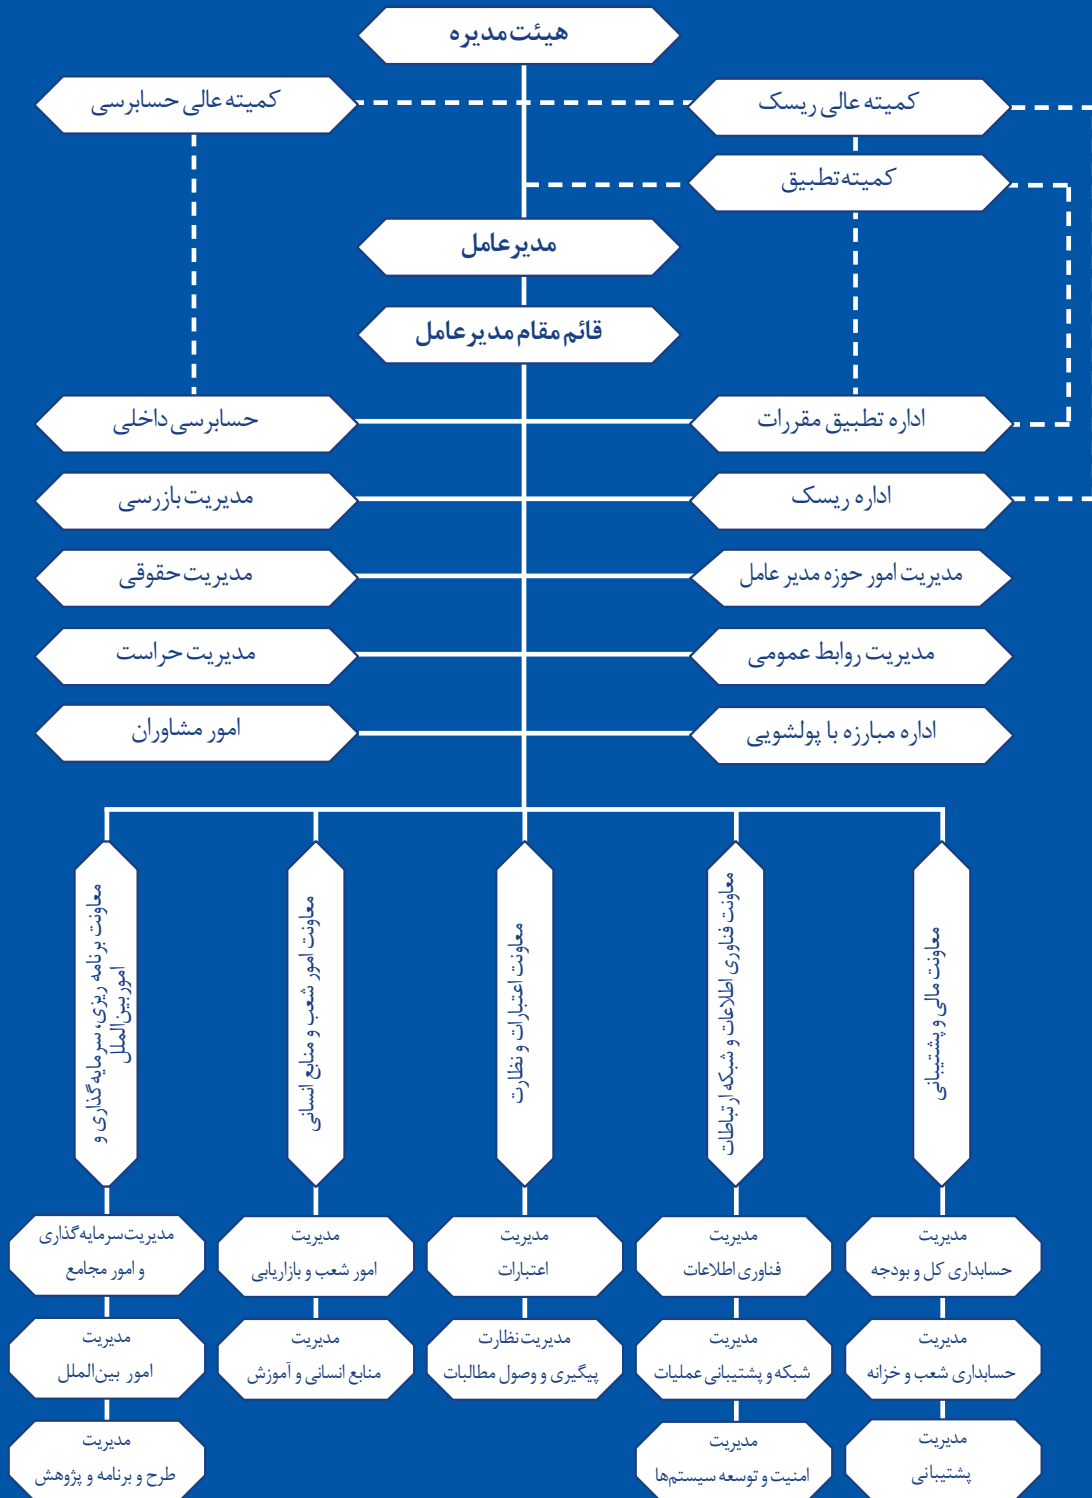 هیئت مدیره
کمیته عالی ریسک
کمیته عالی حسابرسی
کمیته تطبیق
مدیرعامل
قائم مقام مدیرعامل
اداره تطبیق مقررات
حسابرسی داخلی
اداره ریسک
مدیریت بازرسی
مدیریت امور حوزه مدیر عامل
مدیریت حقوقی
مدیریت روابط عمومی
مدیریت حراست
اداره مبارزه با پولشویی
امور مشاوران
معاونت مالی و پشتیبانی
معاونت فناوری اطلاعات و شبکه ارتباطات
معاونت اعتبارات و نظارت
معاونت امور شعب و منابع انسانی
معاونت برنامه ریزی، سرمایه‌گذاری و
امور بین‌الملل
مدیریت
حسابداری کل و بودجه
مدیریت
فناوری اطلاعات
مدیریت
اعتبارات
مدیریت
امور شعب و بازاریابی
مدیریت سرمایه‌گذاری
و امور مجامع
مدیریت
حسابداری شعب و خزانه
مدیریت
شبکه و پشتیبانی عملیات
مدیریت نظارت
پیگیری و وصول مطالبات
مدیریت
منابع انسانی و آموزش
مدیریت
امور بین‌الملل
مدیریت
پشتیبانی
مدیریت
امنیت و توسعه سیستم‌ها
مدیریت
طرح و برنامه و پژوهش